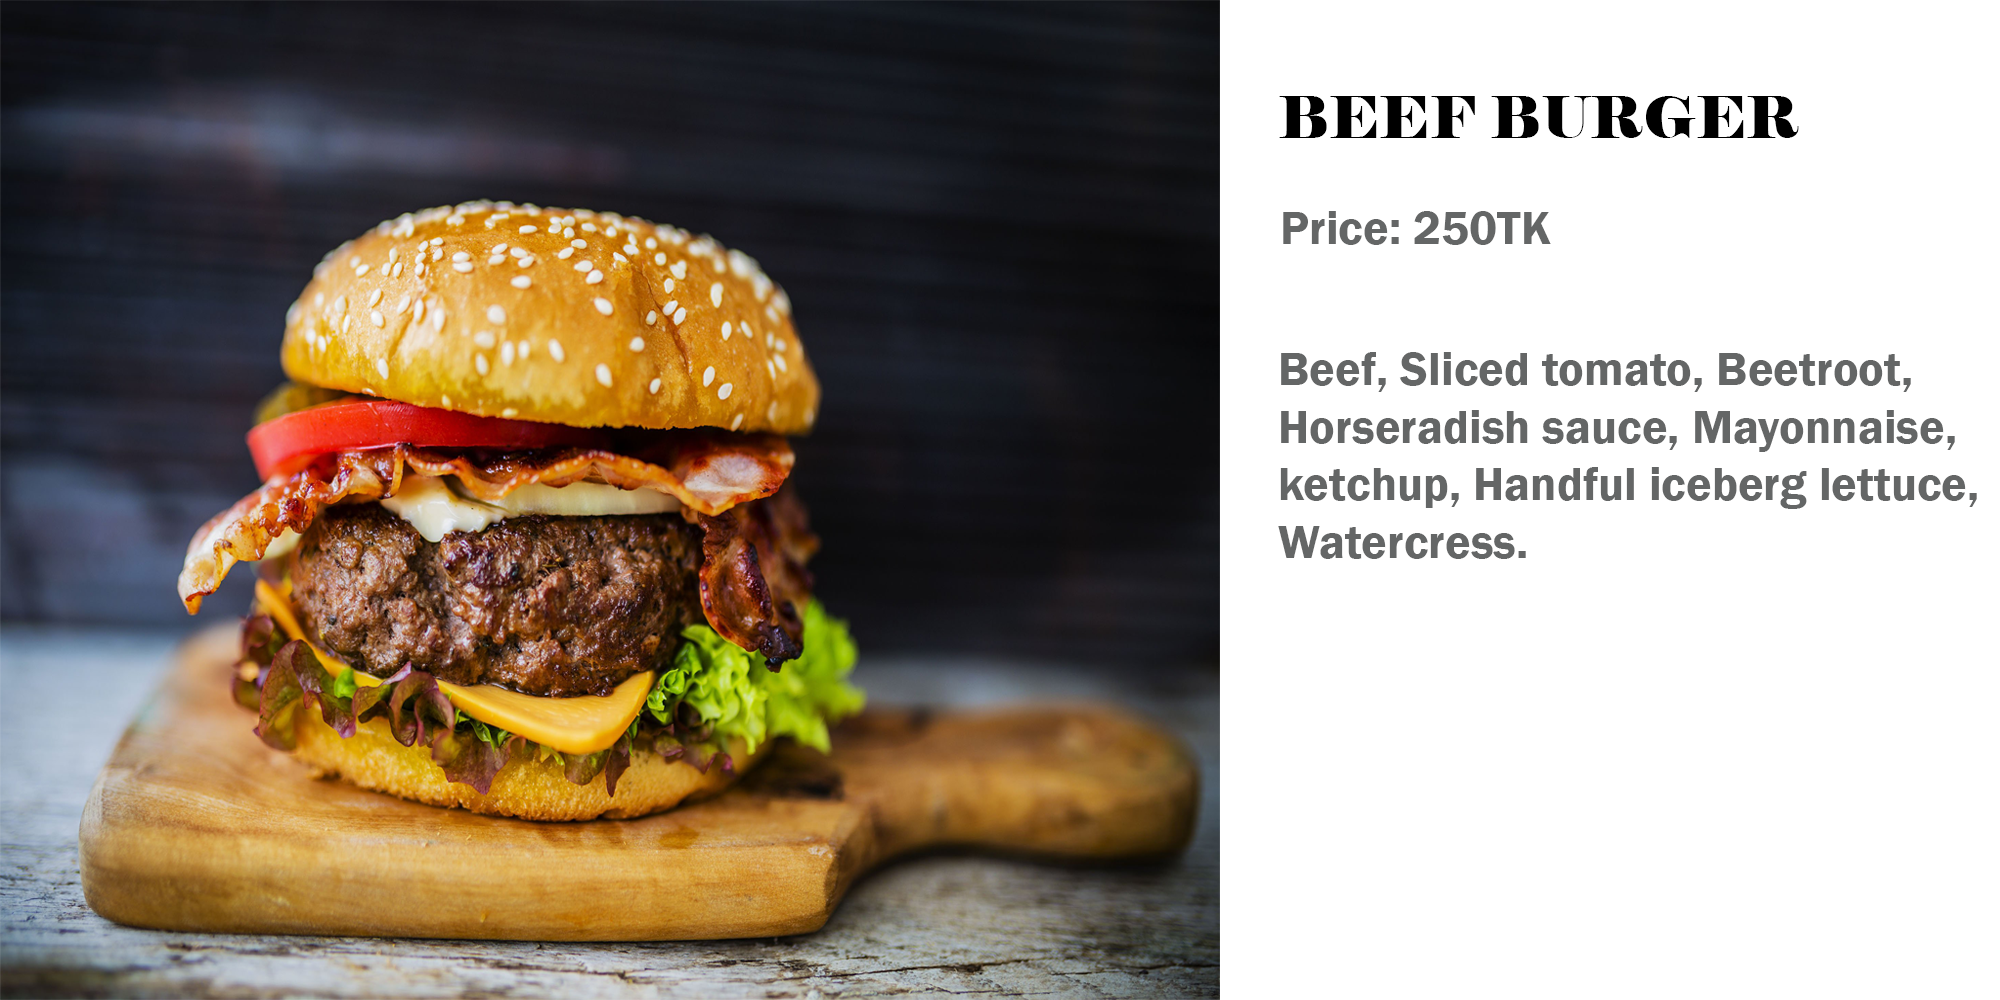 BEEF BURGER
Price: 250TK
Beef, Sliced tomato, Beetroot,
Horseradish sauce, Mayonnaise,
ketchup, Handful iceberg lettuce,
Watercress.